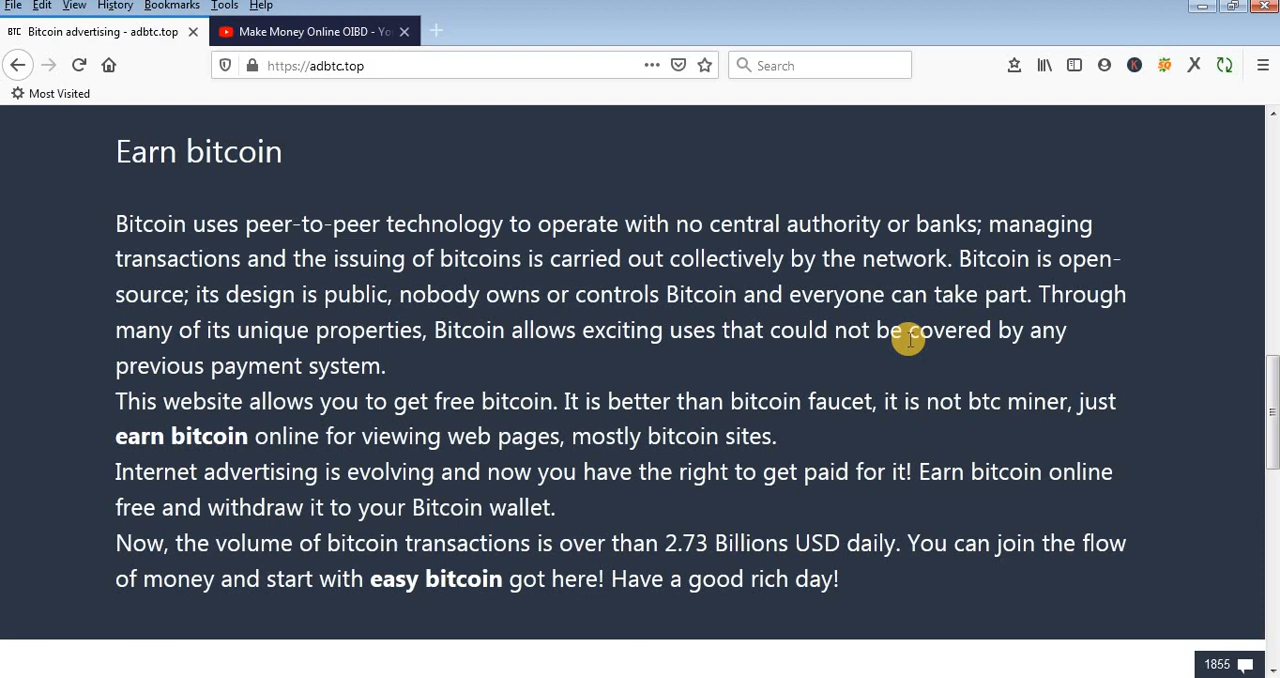 File Edit View History Bookmarks Tools Help
BTC Bitcoin advertising - adbtc.top
Make Money Online OIBD - Yo
https://adbtc.top
Search
Most Visited
Earn bitcoin
Bitcoin uses peer-to-peer technology to operate with no central authority or banks; managing
transactions and the issuing of bitcoins is carried out collectively by the network. Bitcoin is open-
source; its design is public, nobody owns or controls Bitcoin and everyone can take part. Through
many of its unique properties, Bitcoin allows exciting uses that could not be covered by any
previous payment system.
This website allows you to get free bitcoin. It is better than bitcoin faucet, it is not btc miner, just
earn bitcoin online for viewing web pages, mostly bitcoin sites.
Internet advertising is evolving and now you have the right to get paid for it! Earn bitcoin online
free and withdraw it to your Bitcoin wallet.
Now, the volume of bitcoin transactions is over than 2.73 Billions USD daily. You can join the flow
of money and start with easy bitcoin got here! Have a good rich day!
1855